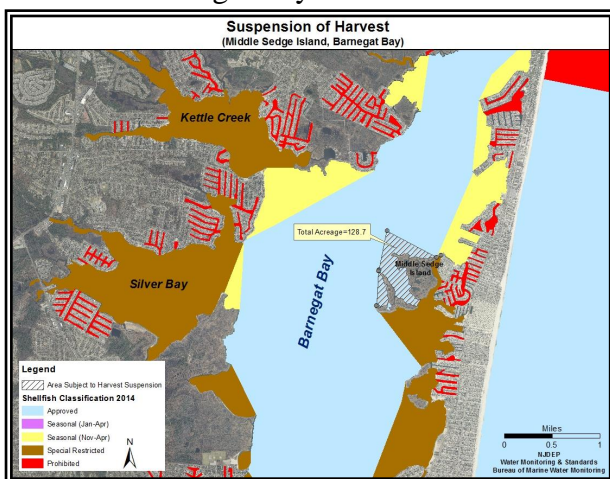 Suspension of Harvest
(Middle Sedge Island, Barnegat Bay)
Kettle Creek
Total Acreage=128.7
Middle Sedge
Island
Silver Bay
Barnegat Bay
Legend
Area Subject to Harvest Suspension
Shellfish Classification 2014
Approved
Seasonal (Jan-Apr)
Seasonal (Nov-Apr)
Special Restricted
Prohibited
N
Miles
0 0.5 1
NJDEP
Water Monitoring & Standards
Bureau of Marine Water Monitoring